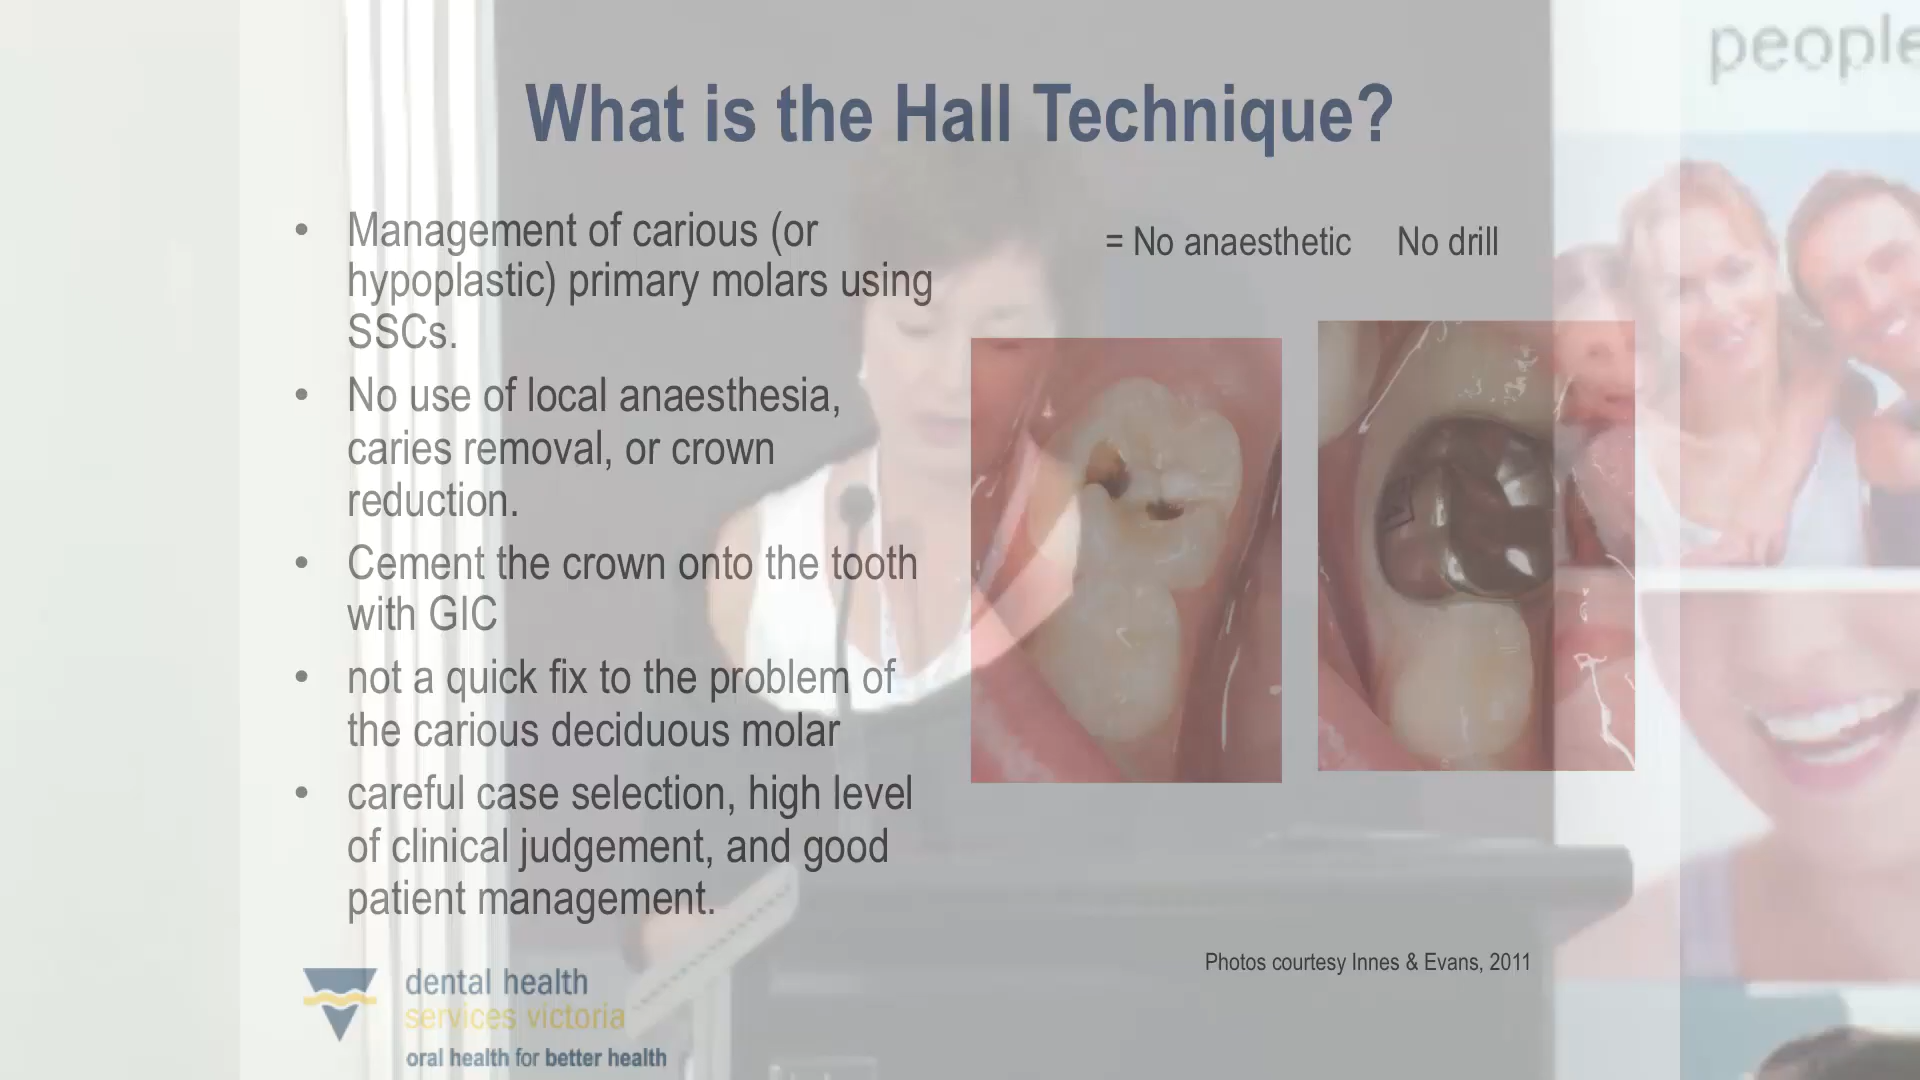 people
What is the Hall Technique?
• Management of carious (or
hypoplastic) primary molars using
SSCs.
• No use of local anaesthesia,
caries removal, or crown
reduction.
• Cement the crown onto the tooth
with GIC
• not a quick fix to the problem of
the carious deciduous molar
• careful case selection, high level
of clinical judgement, and good
patient management.
= No anaesthetic No drill
Photos courtesy Innes & Evans, 2011
dental health
services victoria
oral health for better health